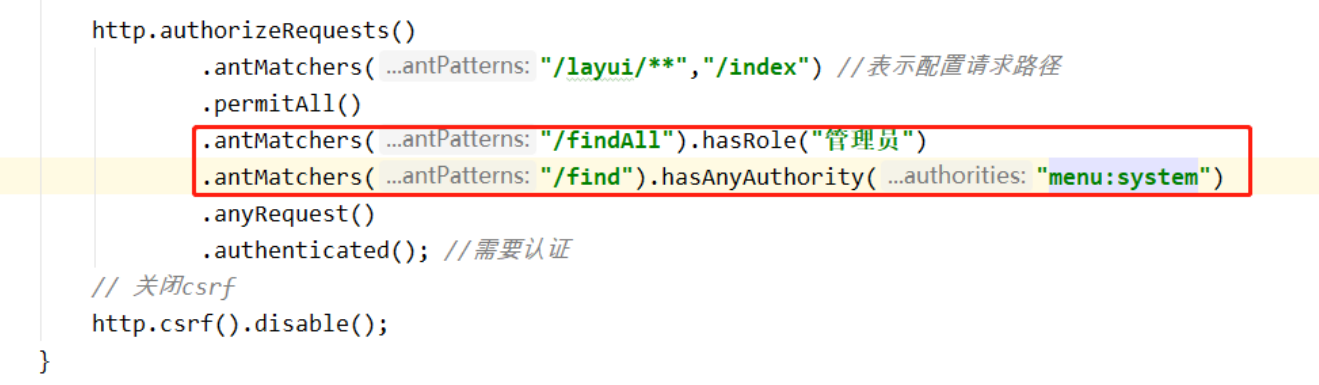 http.authorizeRequests()
.antMatchers( ...antPatterns: "/layui/**","/index") //表示配置请求路径
.permitAll()
.antMatchers( ...antPatterns: "/findAll").hasRole("管理员")
.antMatchers( ...antPatterns: "/find").hasAnyAuthority( ...authorities: "menu:system")
.anyRequest()
.authenticated(); //需要认证
// 关闭csrf
http.csrf().disable();
}